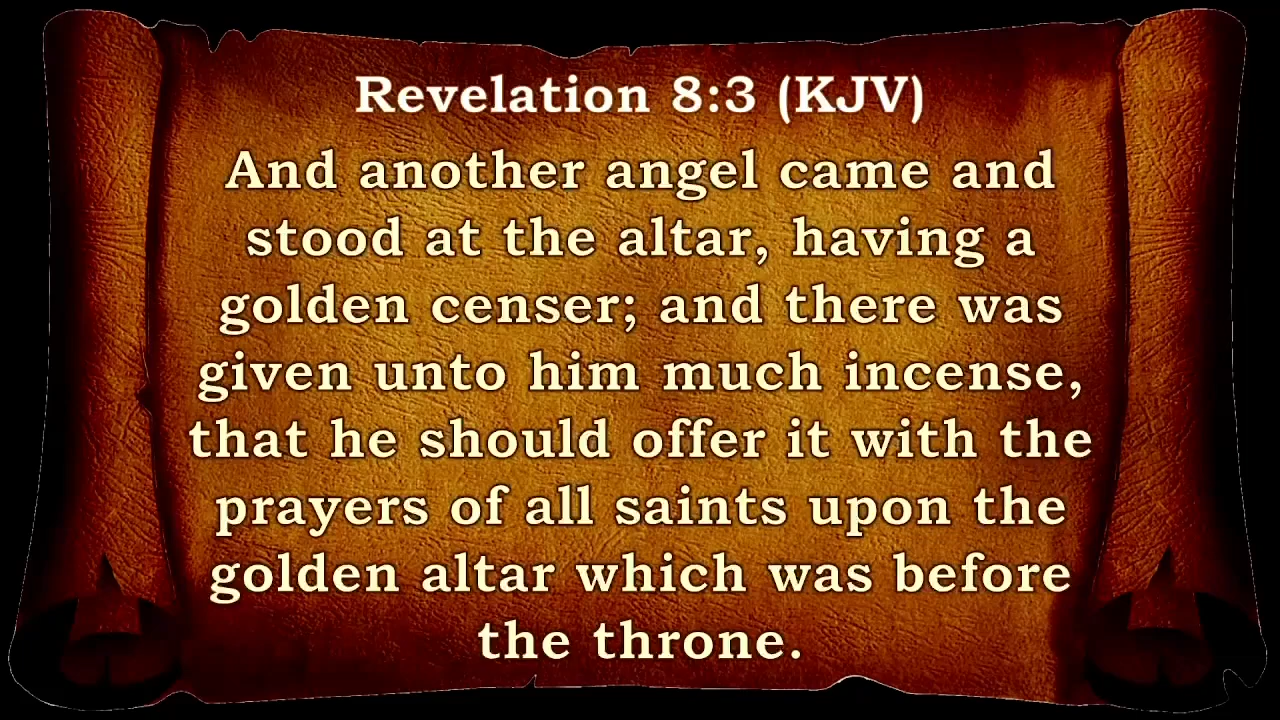 Revelation 8:3 (KJV)
And another angel came and
stood at the altar, having a
golden censer; and there was
given unto him much incense,
that he should offer it with the
prayers of all saints upon the
golden altar which was before
the throne.